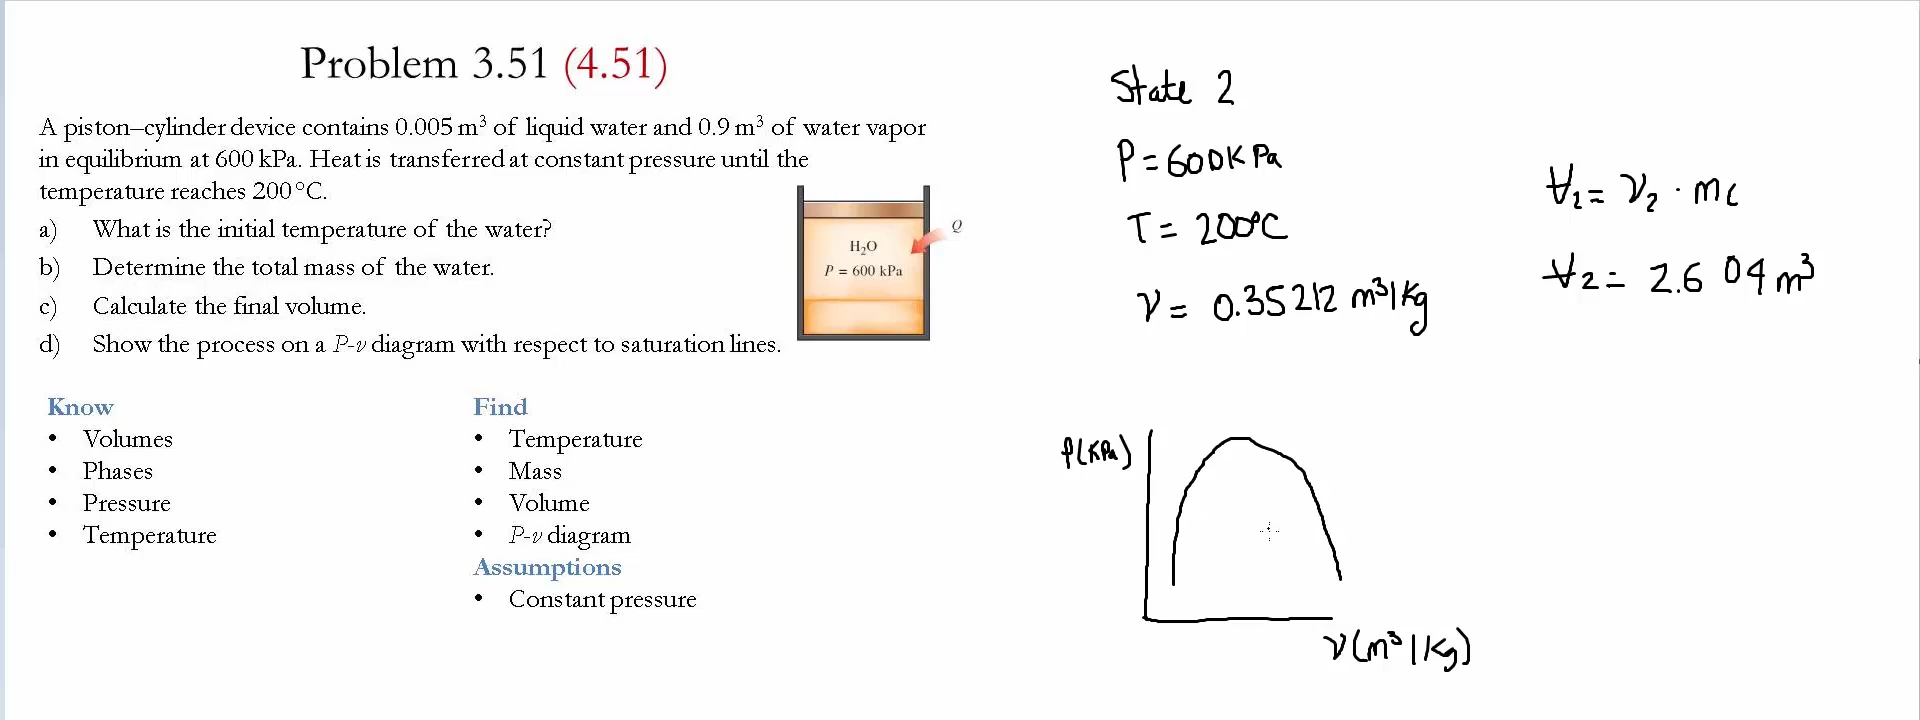 Problem 3.51 (4.51)
A piston–cylinder device contains 0.005 m³ of liquid water and 0.9 m³ of water vapor
in equilibrium at 600 kPa. Heat is transferred at constant pressure until the
temperature reaches 200°C.
a) What is the initial temperature of the water?
b) Determine the total mass of the water.
c) Calculate the final volume.
d) Show the process on a P-v diagram with respect to saturation lines.
H₂O
P = 600 kPa
Q
Know
• Volumes
• Phases
• Pressure
• Temperature
Find
• Temperature
• Mass
• Volume
• P-v diagram
Assumptions
• Constant pressure
State 2
P = 600K Pa
T = 200°C
v = 0.35212 m³/Kg
V₁ = v₂ · m
V₂ = 2.604 m³
P(KPa)
v(m³/Kg)